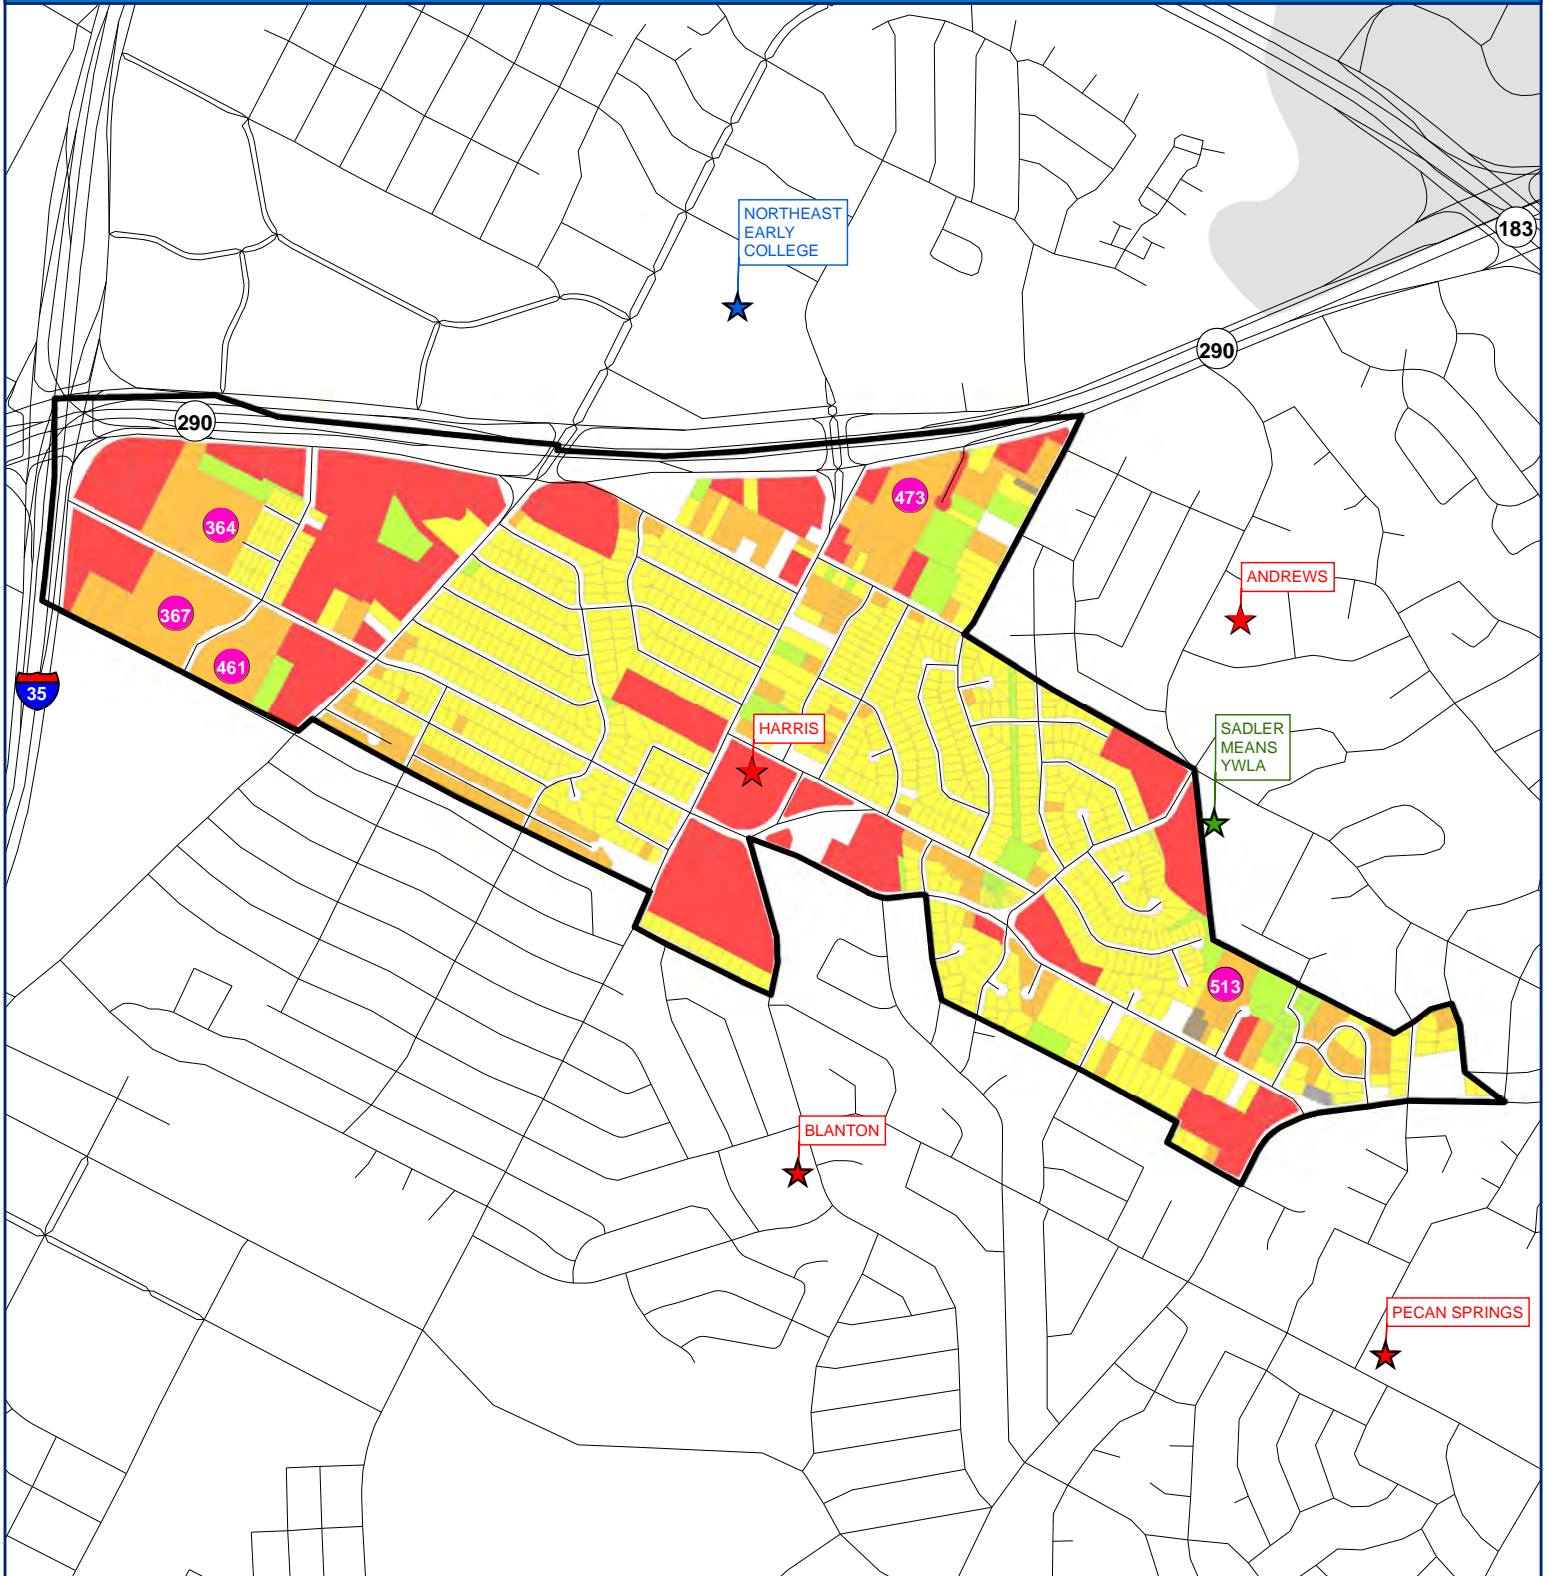 NORTHEAST
EARLY
COLLEGE
183
290
290
473
364
ANDREWS
367
461
35
HARRIS
SADLER
MEANS
YWLA
513
BLANTON
PECAN SPRINGS